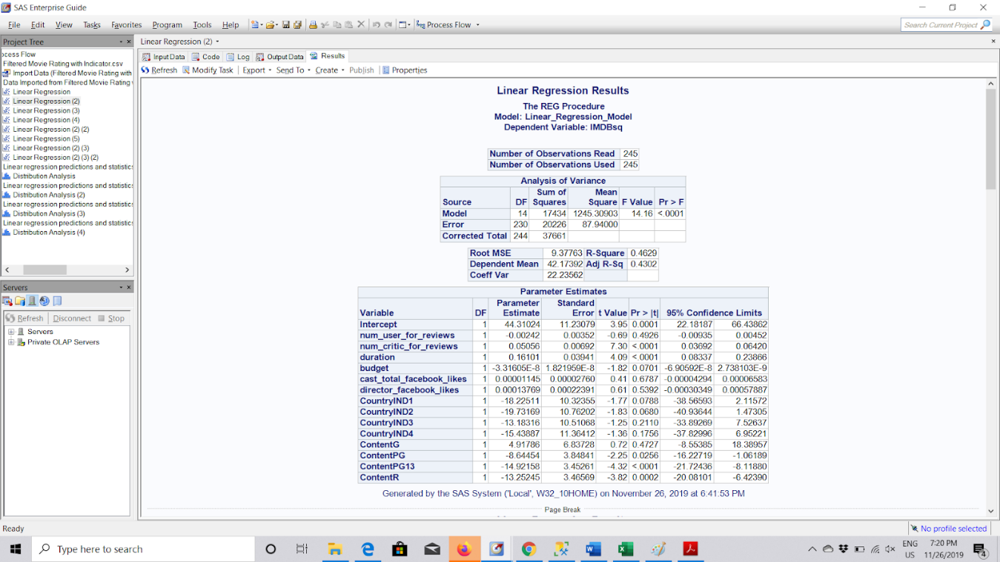 SAS Enterprise Guide
File Edit View Tasks Favorites Program Tools Help Process Flow
Search Current Project
Project Tree
ocess Flow
Filtered Movie Rating with Indicator.csv
Import Data (Filtered Movie Rating with
Data Imported from Filtered Movie Rating
Linear Regression
Linear Regression (2)
Linear Regression (3)
Linear Regression (4)
Linear Regression (2) (2)
Linear Regression (5)
Linear Regression (2) (3)
Linear Regression (2) (3) (2)
Linear regression predictions and statistics
Distribution Analysis
Linear regression predictions and statistics
Distribution Analysis (2)
Linear regression predictions and statistics
Distribution Analysis (3)
Linear regression predictions and statistics
Distribution Analysis (4)
Servers
Refresh Disconnect Stop
Servers
Private OLAP Servers
Linear Regression (2)
Input Data Code Log Output Data Results
Refresh Modify Task Export Send To Create Publish Properties
Linear Regression Results
The REG Procedure
Model: Linear_Regression_Model
Dependent Variable: IMDBsq
Number of Observations Read 245
Number of Observations Used 245
Analysis of Variance
Source DF Sum of Squares Mean Square F Value Pr > F
Model 14 17434 1245.30903 14.16 <.0001
Error 230 20226 87.94000
Corrected Total 244 37661
Root MSE 9.37763 R-Square 0.4629
Dependent Mean 42.17392 Adj R-Sq 0.4302
Coeff Var 22.23562
Parameter Estimates
Variable DF Parameter Estimate Standard Error t Value Pr > |t| 95% Confidence Limits
Intercept 1 44.31024 11.23079 3.95 0.0001 22.18187 66.43862
num_user_for_reviews 1 -0.00242 0.00352 -0.69 0.4926 -0.00935 0.00452
num_critic_for_reviews 1 0.05056 0.00692 7.30 <.0001 0.03692 0.06420
duration 1 0.16101 0.03941 4.09 <.0001 0.08337 0.23866
budget 1 -3.31605E-8 1.821959E-8 -1.82 0.0701 -6.90592E-8 2.738103E-9
cast_total_facebook_likes 1 0.00001145 0.00002760 0.41 0.6787 -0.00004294 0.00006583
director_facebook_likes 1 0.00013769 0.00022391 0.61 0.5392 -0.00030349 0.00057887
CountryIND1 1 -18.22511 10.32355 -1.77 0.0788 -38.56593 2.11572
CountryIND2 1 -19.73169 10.76202 -1.83 0.0680 -40.93644 1.47305
CountryIND3 1 -13.18316 10.51068 -1.25 0.2110 -33.89269 7.52637
CountryIND4 1 -15.43887 11.36412 -1.36 0.1756 -37.82996 6.95221
ContentG 1 4.91786 6.83728 0.72 0.4727 -8.55385 18.38957
ContentPG 1 -8.64454 3.84841 -2.25 0.0256 -16.22719 -1.06189
ContentPG13 1 -14.92158 3.45261 -4.32 <.0001 -21.72436 -8.11880
ContentR 1 -13.25245 3.46569 -3.82 0.0002 -20.08101 -6.42390
Generated by the SAS System ('Local', W32_10HOME) on November 26, 2019 at 6:41:53 PM
Page Break
Ready
No profile selected
Type here to search
ENG
US
7:20 PM
11/26/2019
4